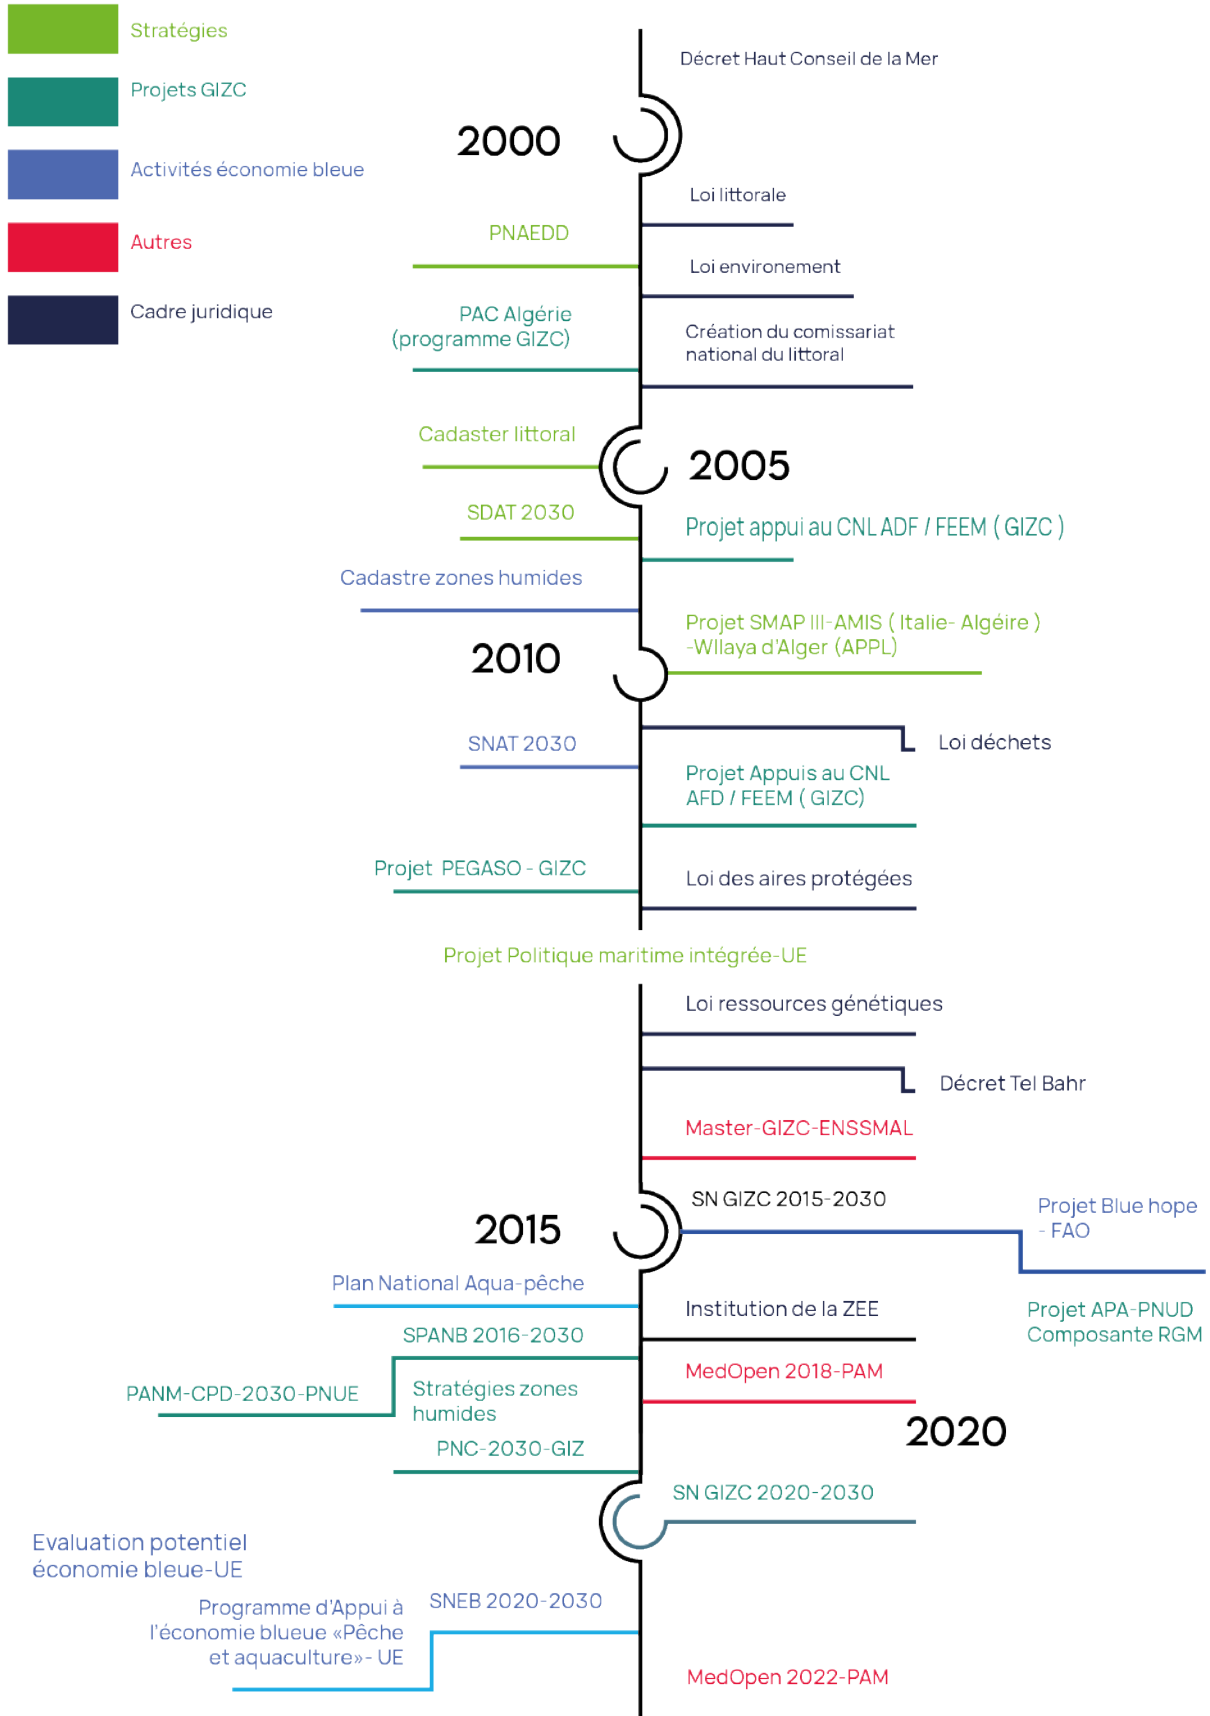 Stratégies
Projets GIZC
Activités économie bleue
Autres
Cadre juridique
Décret Haut Conseil de la Mer
2000
Loi littorale
PNAEDD
Loi environement
PAC Algérie
(programme GIZC)
Création du comissariat
national du littoral
Cadaster littoral
2005
SDAT 2030
Projet appui au CNL ADF / FEEM ( GIZC )
Cadastre zones humides
Projet SMAP III-AMIS ( Italie- Algéire )
-WIlaya d'Alger (APPL)
2010
SNAT 2030
Loi déchets
Projet Appuis au CNL
AFD / FEEM ( GIZC)
Projet PEGASO - GIZC
Loi des aires protégées
Projet Politique maritime intégrée-UE
Loi ressources génétiques
Décret Tel Bahr
Master-GIZC-ENSSMAL
SN GIZC 2015-2030
Projet Blue hope
- FAO
2015
Plan National Aqua-pêche
Institution de la ZEE
Projet APA-PNUD
Composante RGM
SPANB 2016-2030
MedOpen 2018-PAM
PANM-CPD-2030-PNUE
Stratégies zones
humides
2020
PNC-2030-GIZ
SN GIZC 2020-2030
Evaluation potentiel
économie bleue-UE
SNEB 2020-2030
Programme d'Appui à
l'économie blueue «Pêche
et aquaculture»- UE
MedOpen 2022-PAM